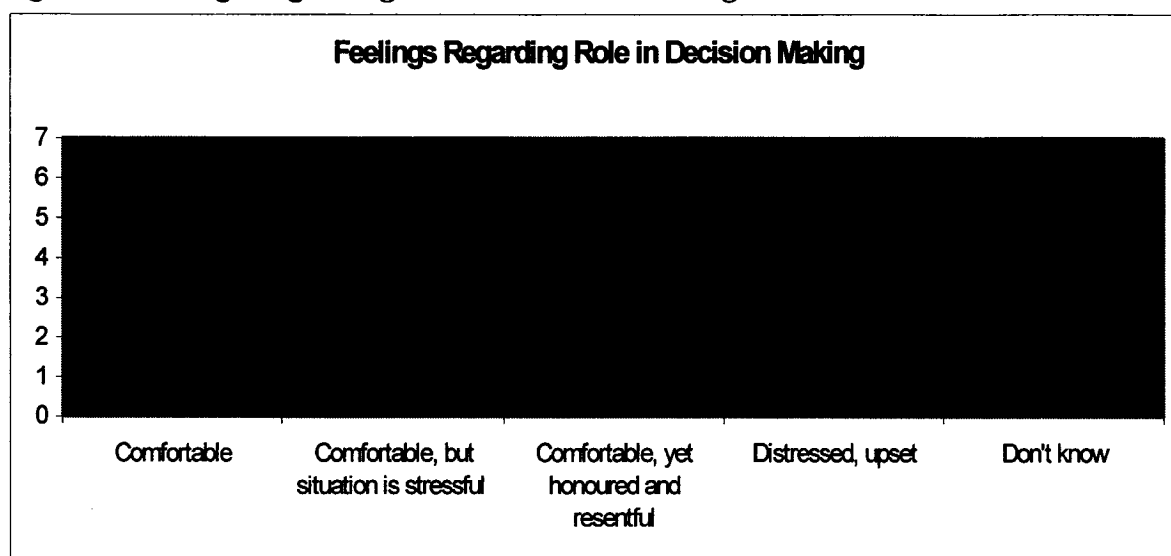 Feelings Regarding Role in Decision Making
7
6
5
4
3
2
1
0
Comfortable
Comfortable, but
situation is stressful
Comfortable, yet
honoured and
resentful
Distressed, upset
Don't know